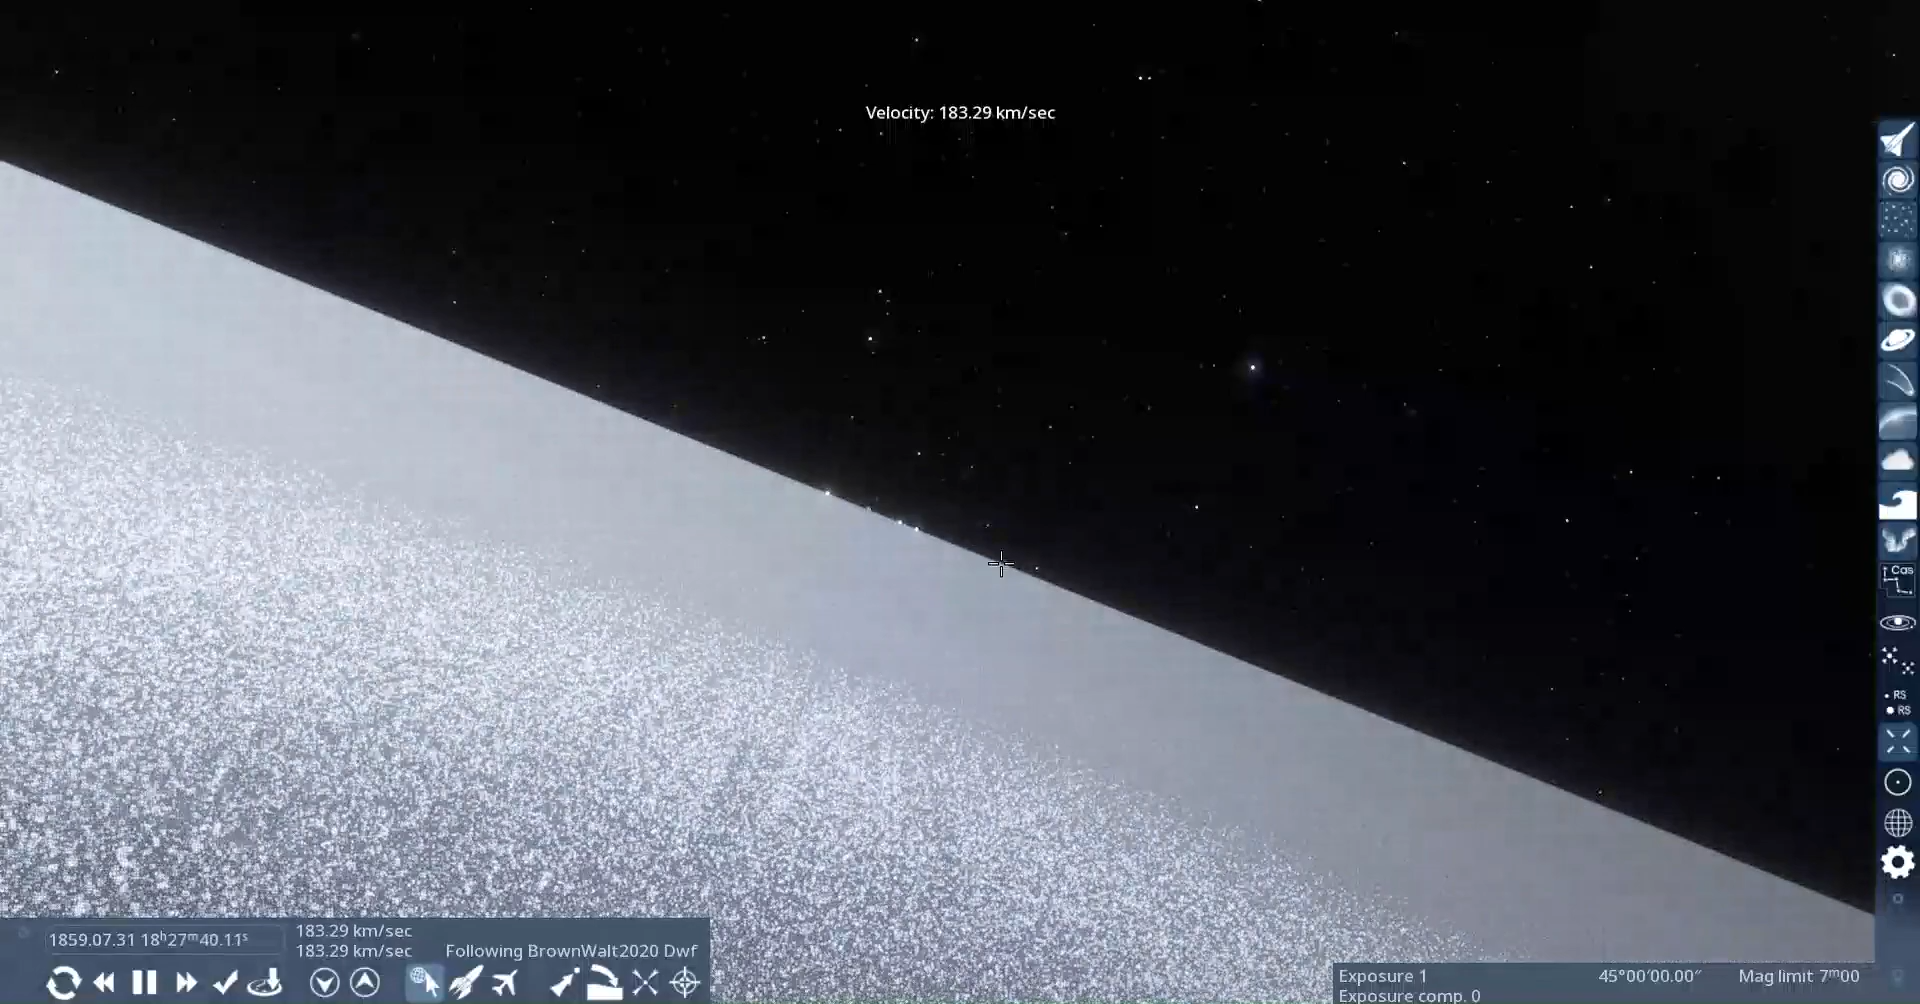 Velocity: 183.29 km/sec
Cas
RS
RS
183.29 km/sec
1859.07.31 18h27m40.11s
183.29 km/sec
Following BrownWalt2020 Dwf
Exposure 1
45°00′00.00″
Mag limit 7m00
Exposure comp. 0